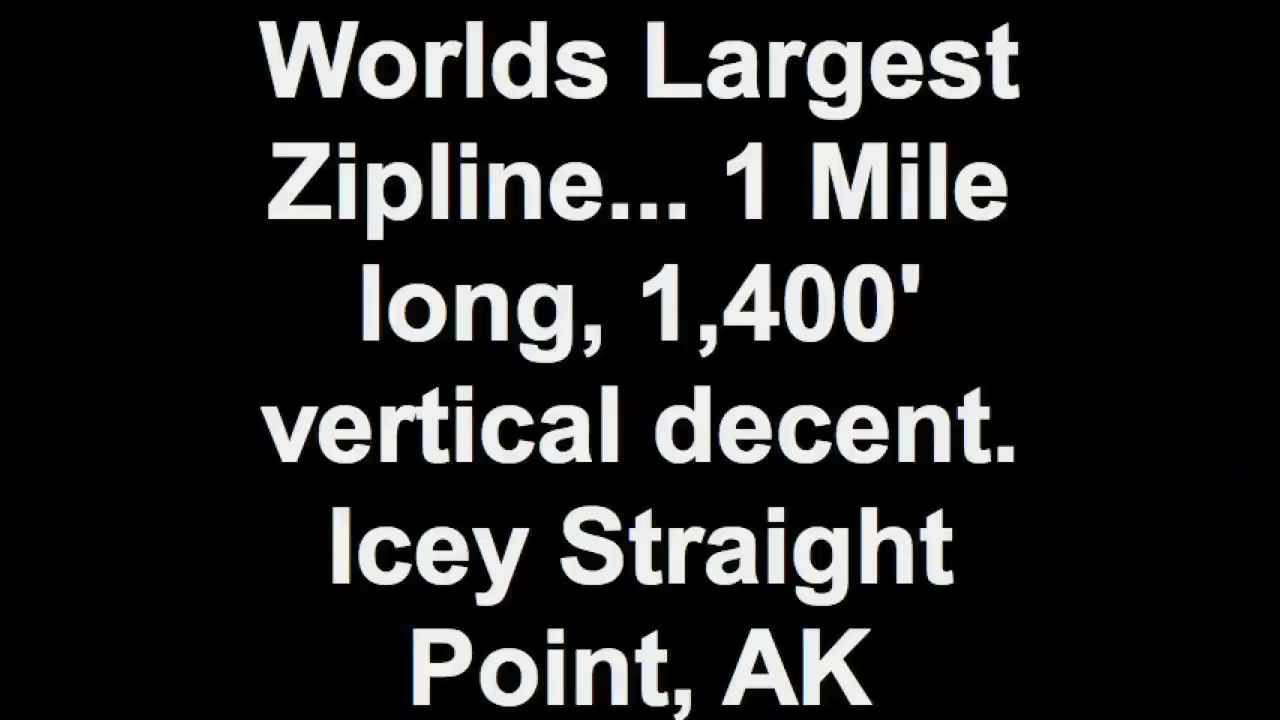 Worlds Largest
Zipline... 1 Mile
long, 1,400'
vertical decent.
Icey Straight
Point, AK